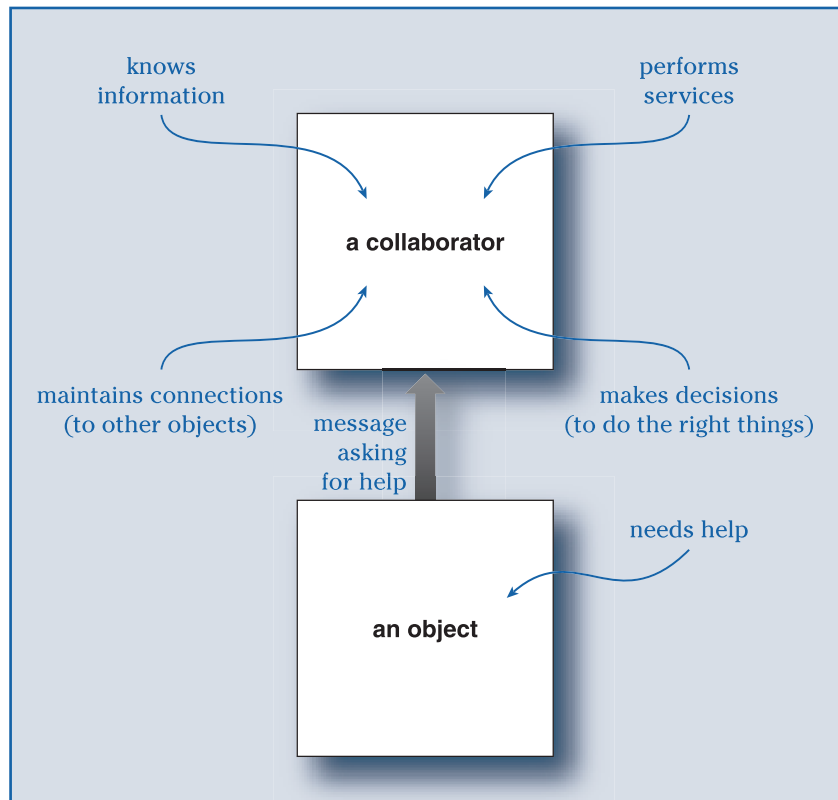 knows
information
performs
services
a collaborator
maintains connections
(to other objects)
makes decisions
(to do the right things)
message
asking
for help
needs help
an object